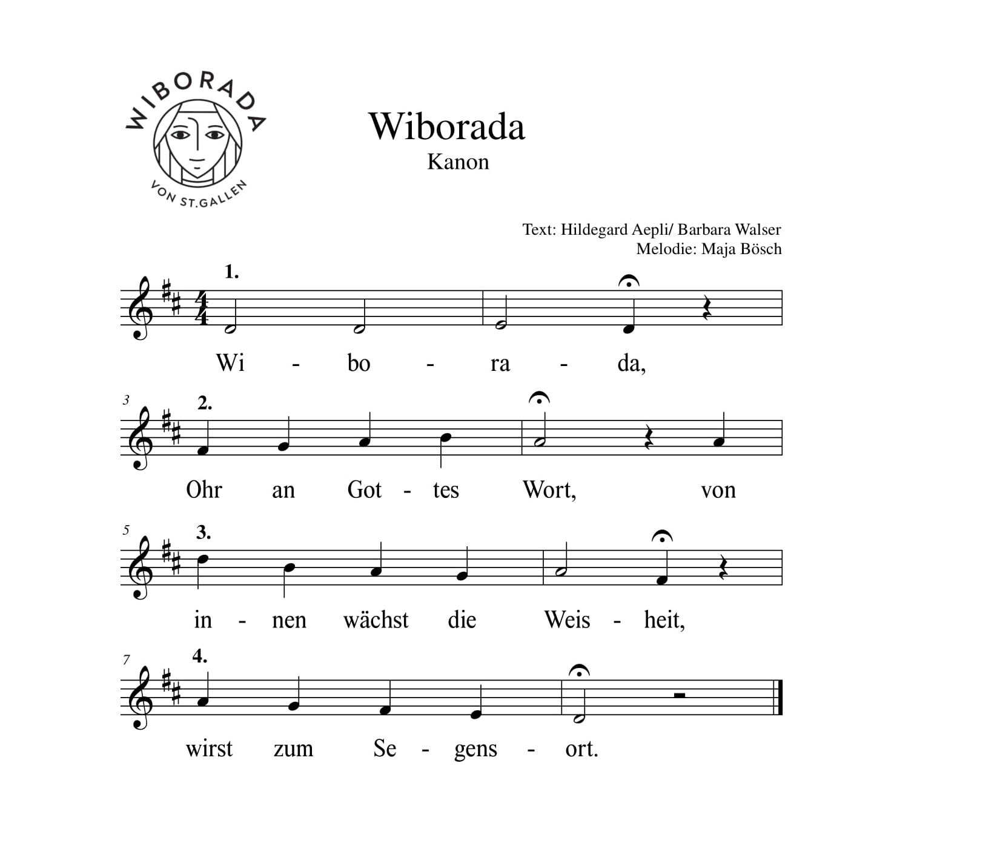 WIBORADA
VON ST.GALLEN
Wiborada
Kanon
Text: Hildegard Aepli/ Barbara Walser
Melodie: Maja Bösch
1.
4
4
Wi - bo - ra - da,
3
2.
Ohr an Got - tes Wort, von
5
3.
in - nen wächst die Weis - heit,
7
4.
wirst zum Se - gens - ort.